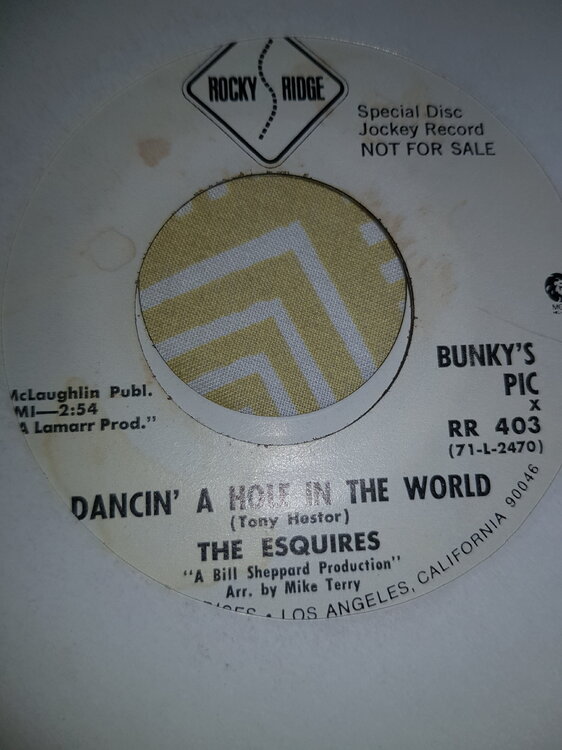 ROCKY RIDGE
Special Disc
Jockey Record
NOT FOR SALE
BUNKY'S
PIC
X
RR 403
(71-L-2470)
McLaughlin Publ.
MI—2:54
"A Lamarr Prod."
DANCIN' A HOLE IN THE WORLD
(Tony Hestor)
THE ESQUIRES
"A Bill Sheppard Production"
Arr. by Mike Terry
• LOS ANGELES, CALIFORNIA 90046